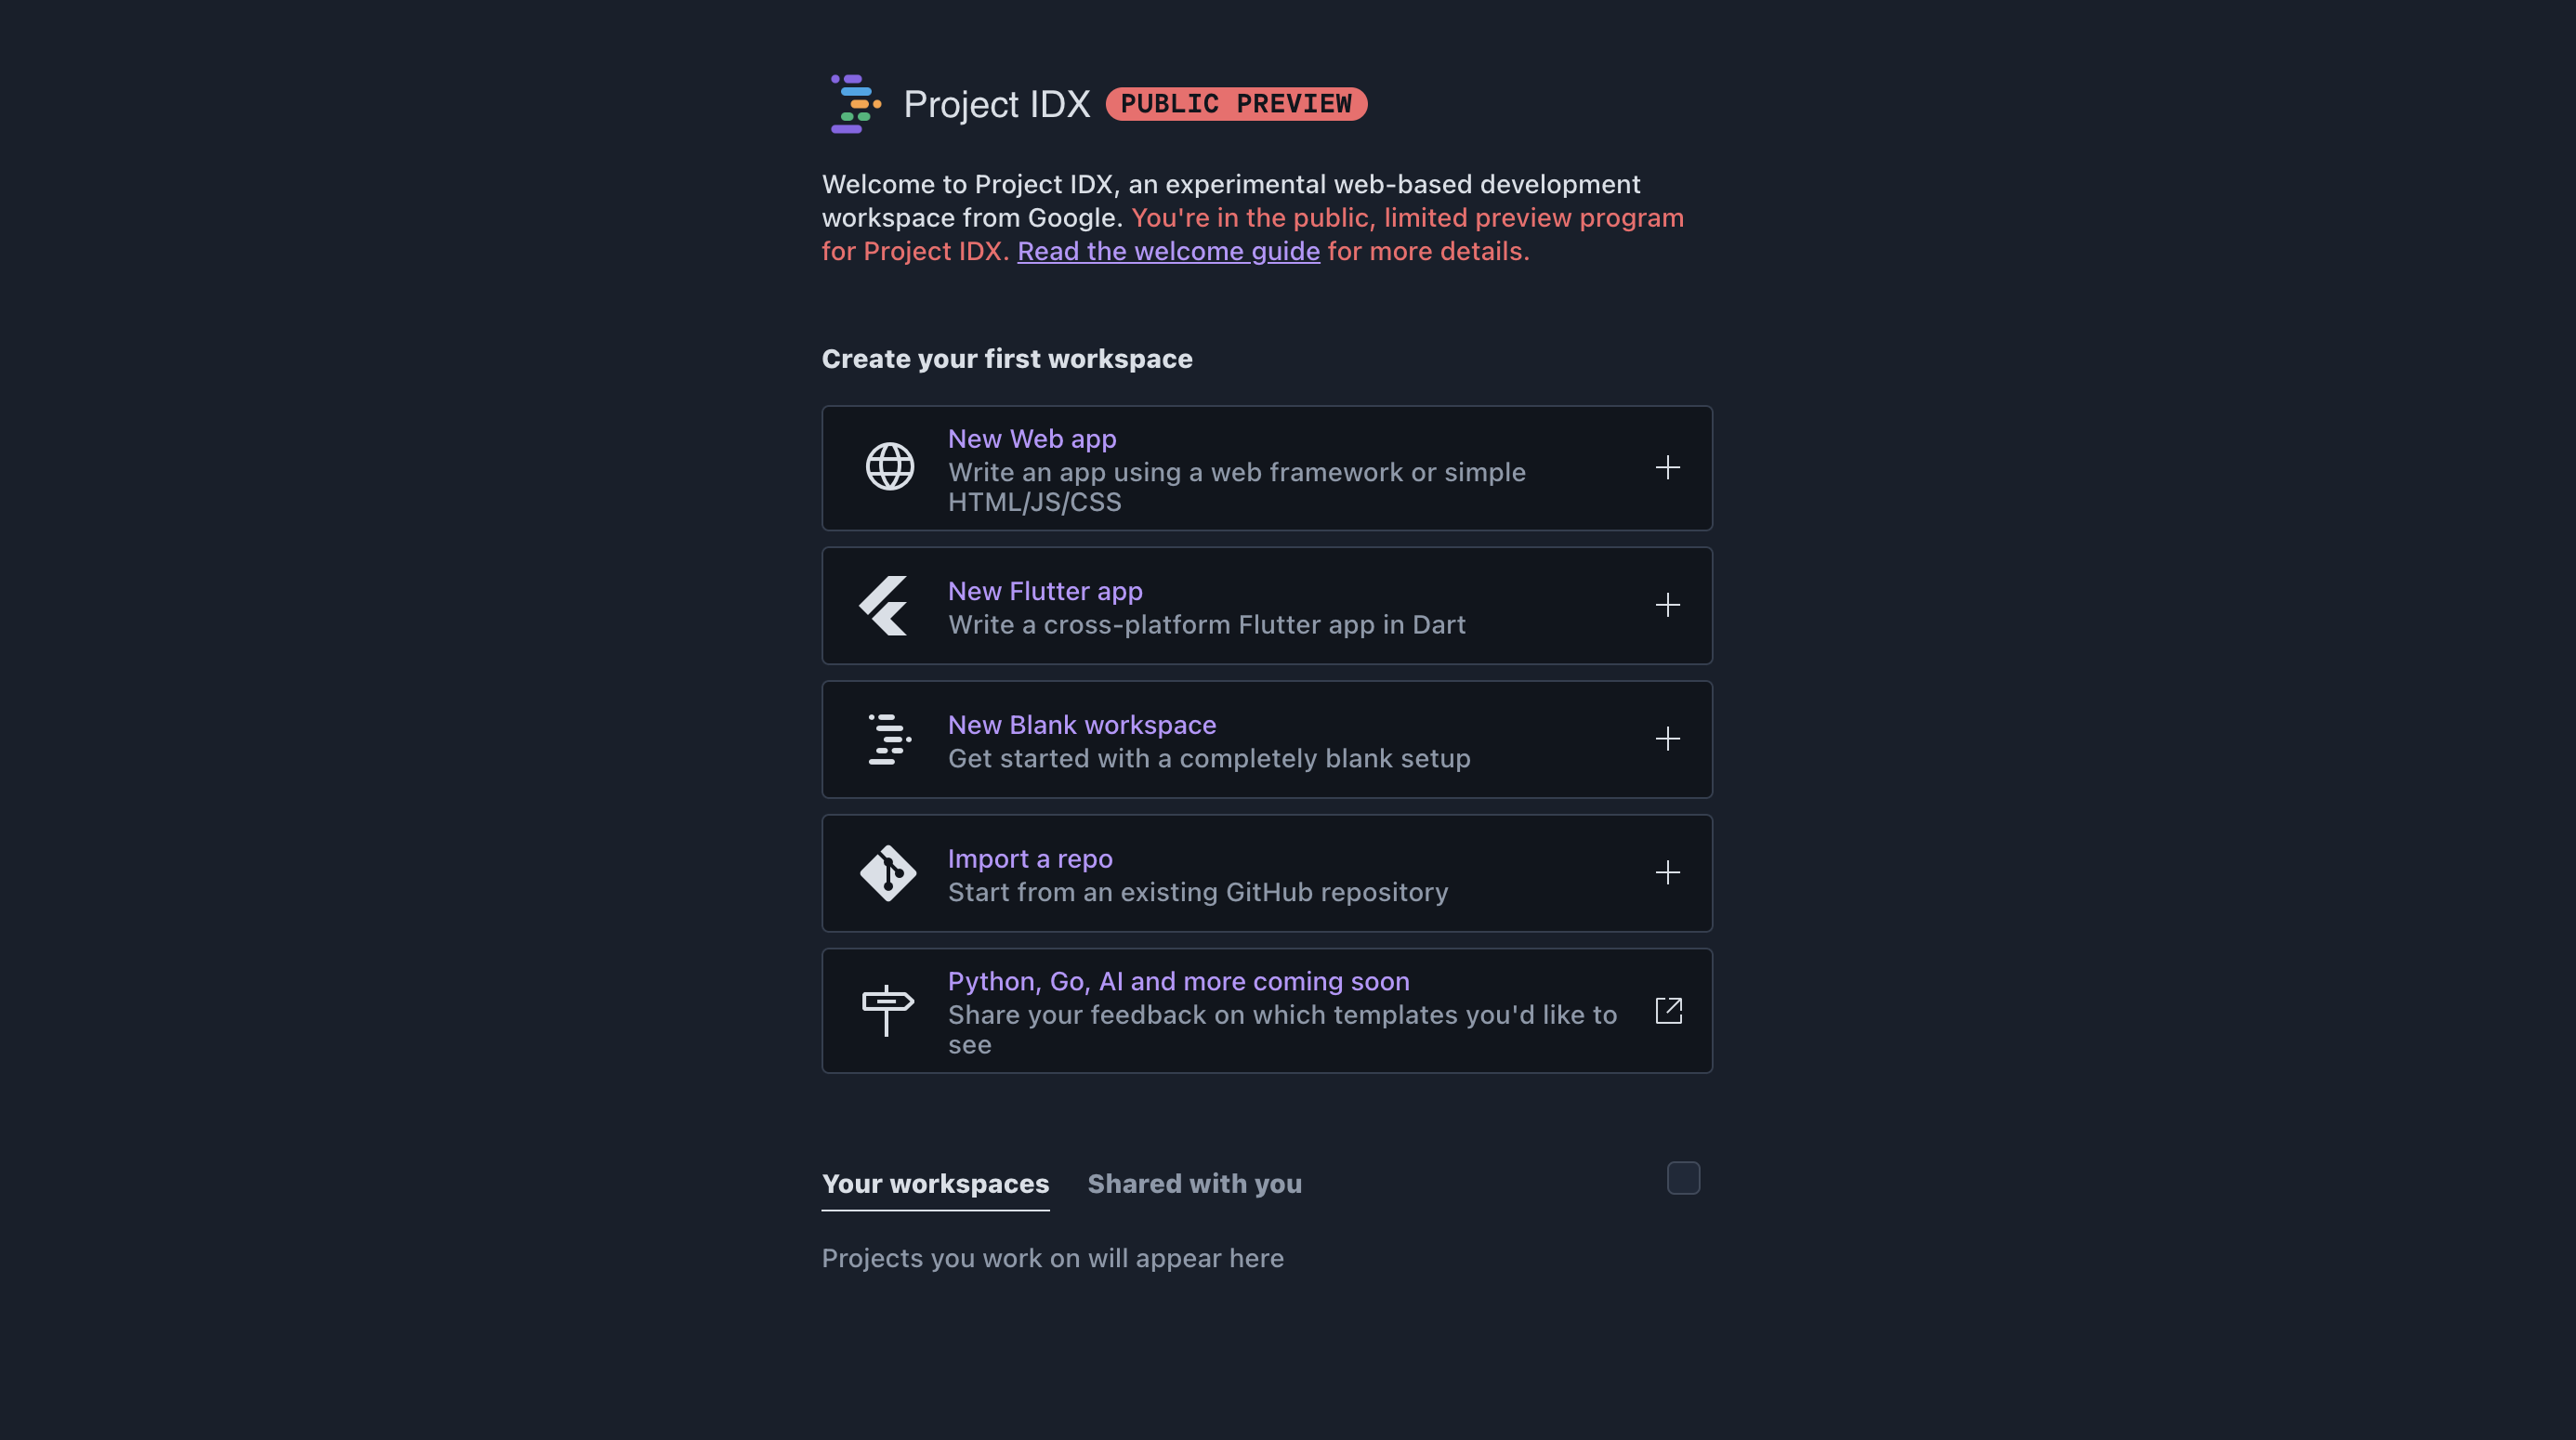 Project IDX PUBLIC PREVIEW
Welcome to Project IDX, an experimental web-based development
workspace from Google. You're in the public, limited preview program
for Project IDX. Read the welcome guide for more details.
Create your first workspace
New Web app
Write an app using a web framework or simple
HTML/JS/CSS
New Flutter app
Write a cross-platform Flutter app in Dart
New Blank workspace
Get started with a completely blank setup
Import a repo
Start from an existing GitHub repository
Python, Go, AI and more coming soon
Share your feedback on which templates you'd like to
see
Your workspaces Shared with you
Projects you work on will appear here